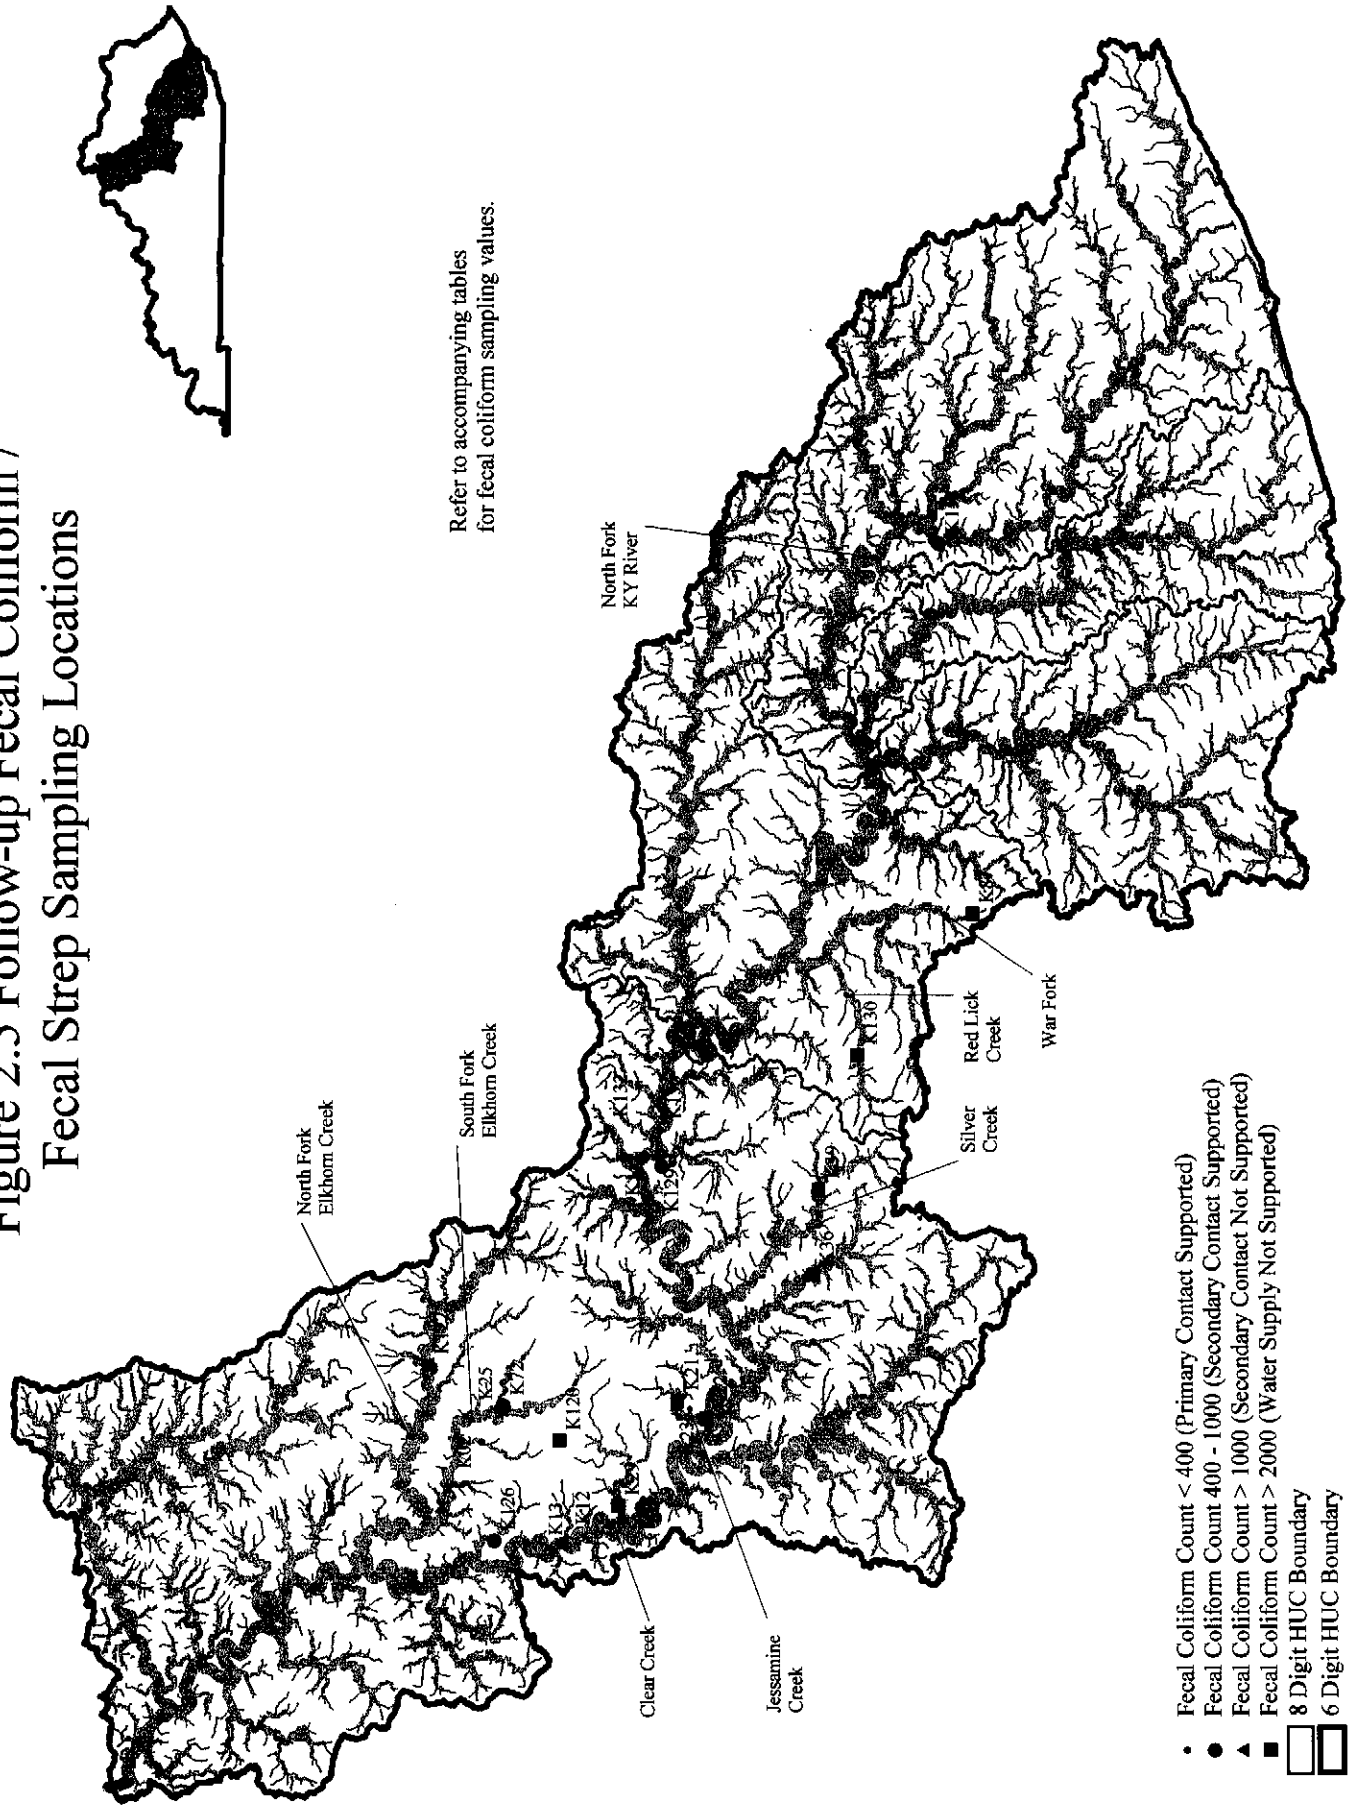 Figure 2.3 Follow-up Fecal Coliform /
Fecal Strep Sampling Locations
Refer to accompanying tables
for fecal coliform sampling values.
North Fork
Elkhorn Creek
South Fork
Elkhorn Creek
North Fork
KY River
K25
K72
K128
K126
K13
K12
K21
K129
K130
Clear Creek
Jessamine
Creek
Silver
Creek
Red Lick
Creek
War Fork
Fecal Coliform Count < 400 (Primary Contact Supported)
Fecal Coliform Count 400 - 1000 (Secondary Contact Supported)
Fecal Coliform Count > 1000 (Secondary Contact Not Supported)
Fecal Coliform Count > 2000 (Water Supply Not Supported)
8 Digit HUC Boundary
6 Digit HUC Boundary